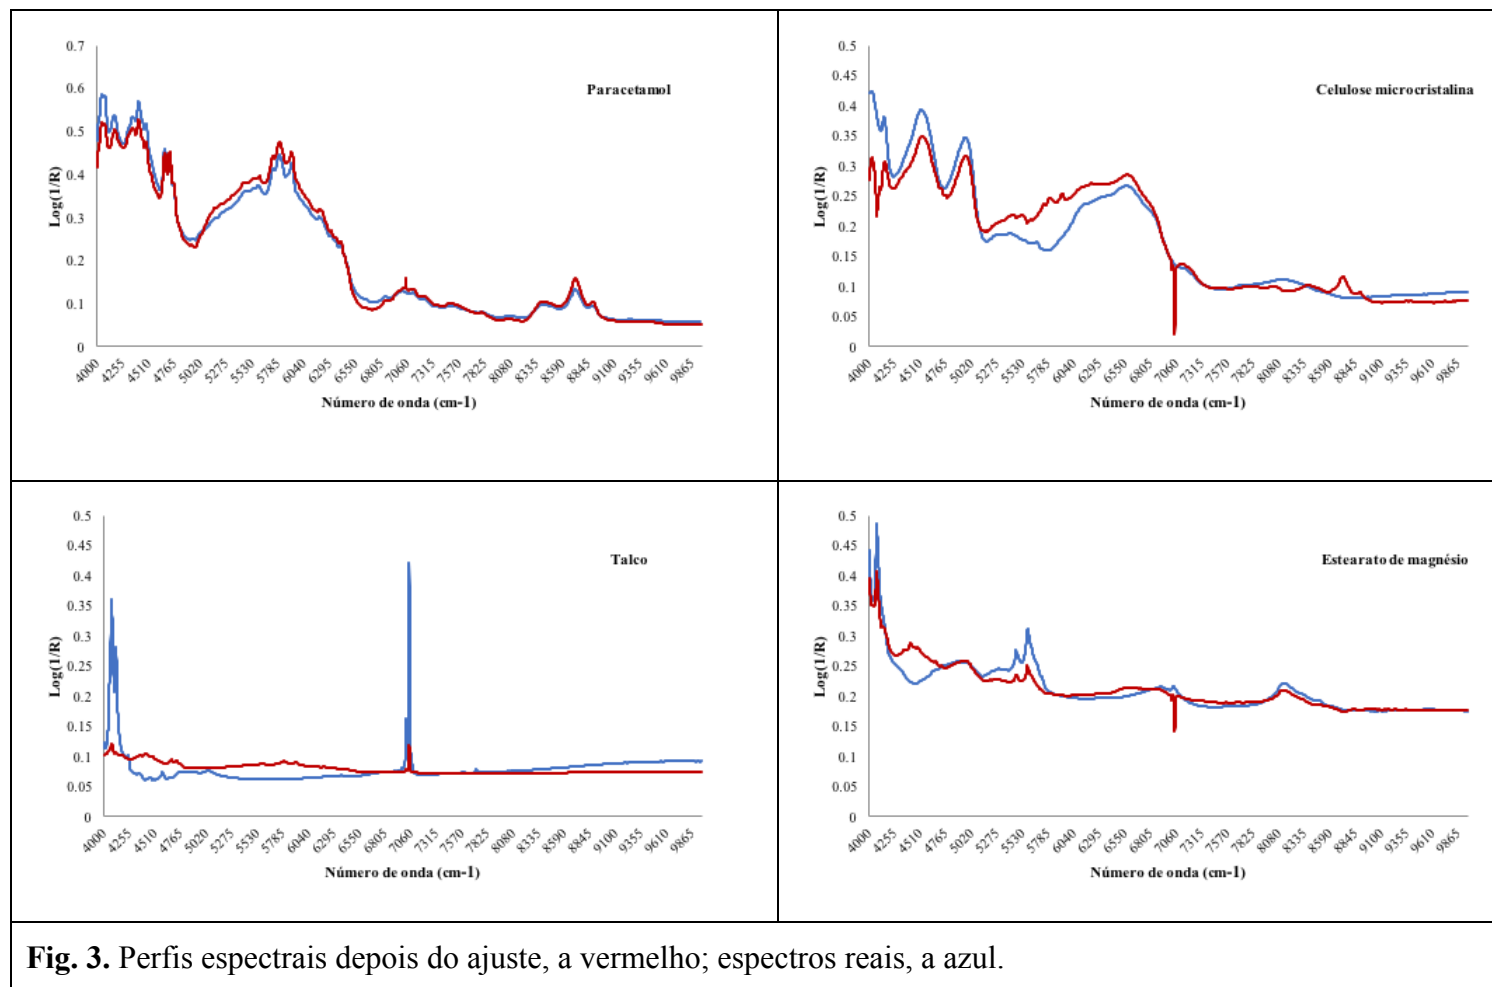 0.7
0.6
0.5
0.4
0.3
0.2
0.1
0
Log(1/R)
Paracetamol
4000 4255 4510 4765 5020 5275 5530 5785 6040 6295 6550 6805 7060 7315 7570 7825 8080 8335 8590 8845 9100 9355 9610 9865
Número de onda (cm-1)
0.5
0.45
0.4
0.35
0.3
0.25
0.2
0.15
0.1
0.05
0
Log(1/R)
Celulose microcristalina
4000 4255 4510 4765 5020 5275 5530 5785 6040 6295 6550 6805 7060 7315 7570 7825 8080 8335 8590 8845 9100 9355 9610 9865
Número de onda (cm-1)
0.5
0.45
0.4
0.35
0.3
0.25
0.2
0.15
0.1
0.05
0
Log(1/R)
Talco
4000 4255 4510 4765 5020 5275 5530 5785 6040 6295 6550 6805 7060 7315 7570 7825 8080 8335 8590 8845 9100 9355 9610 9865
Número de onda (cm-1)
0.5
0.45
0.4
0.35
0.3
0.25
0.2
0.15
0.1
0.05
0
Log(1/R)
Estearato de magnésio
4000 4255 4510 4765 5020 5275 5530 5785 6040 6295 6550 6805 7060 7315 7570 7825 8080 8335 8590 8845 9100 9355 9610 9865
Número de onda (cm-1)
Fig. 3. Perfis espectrais depois do ajuste, a vermelho; espectros reais, a azul.